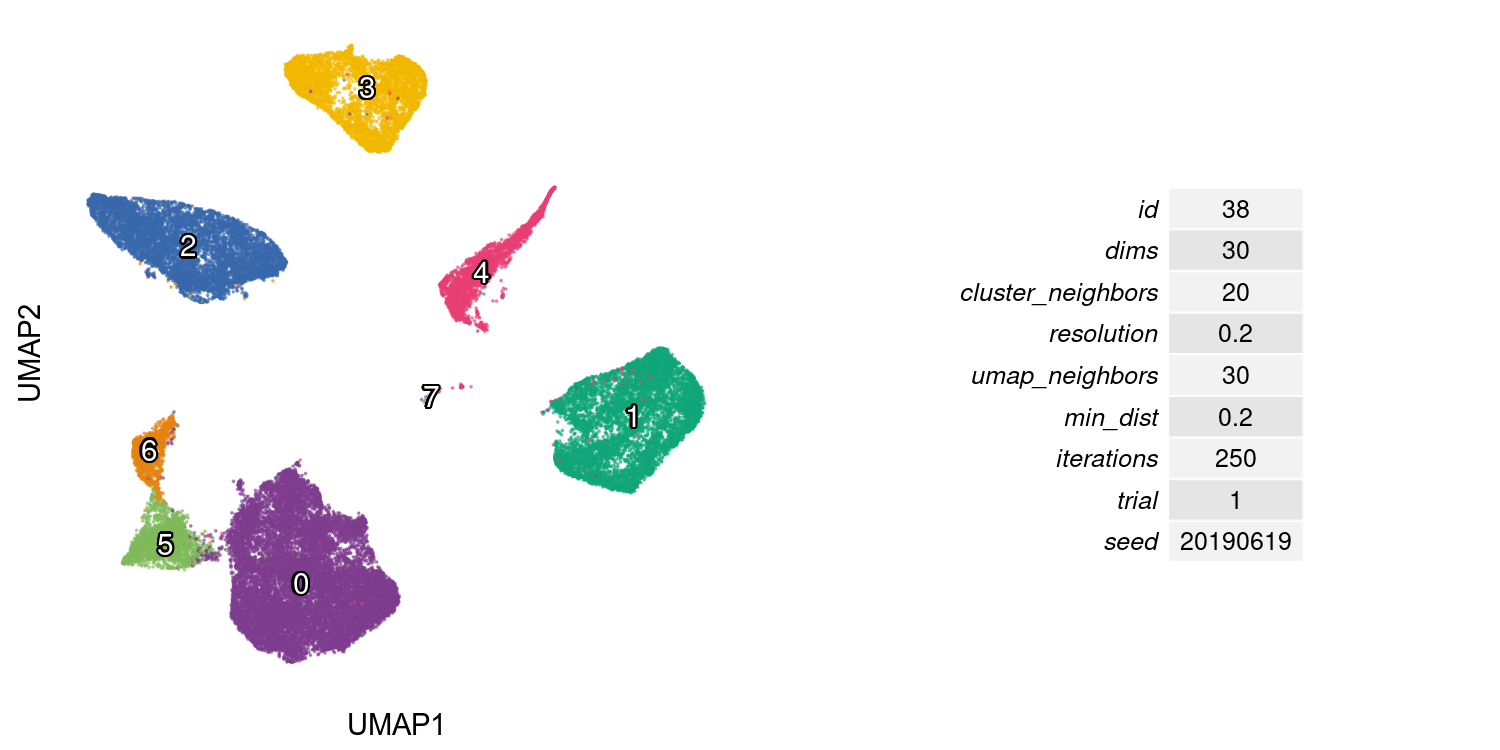 3
2
4
7
1
6
5
0
UMAP2
UMAP1
id 38
dims 30
cluster_neighbors 20
resolution 0.2
umap_neighbors 30
min_dist 0.2
iterations 250
trial 1
seed 20190619